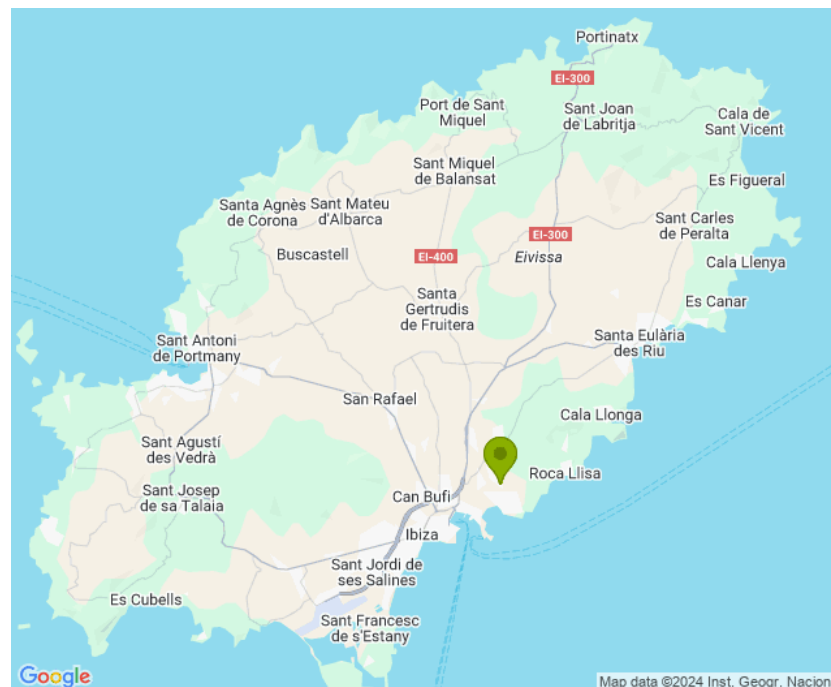 Portinatx
EI-300
Port de Sant
Miquel
Sant Joan
de Labritja
Cala de
Sant Vicent
Sant Miquel
de Balansat
Es Figueral
Santa Agnès
de Corona
Sant Mateu
d'Albarca
Sant Carles
de Peralta
EI-300
Buscastell
EI-400
Eivissa
Cala Llenya
Santa
Gertrudis
de Fruitera
Es Canar
Sant Antoni
de Portmany
Santa Eulària
des Riu
San Rafael
Cala Llonga
Sant Agustí
des Vedrà
Roca Llisa
Sant Josep
de sa Talaia
Can Bufi
Ibiza
Sant Jordi de
ses Salines
Es Cubells
Sant Francesc
de s'Estany
Google
Map data ©2024 Inst. Geogr. Nacion